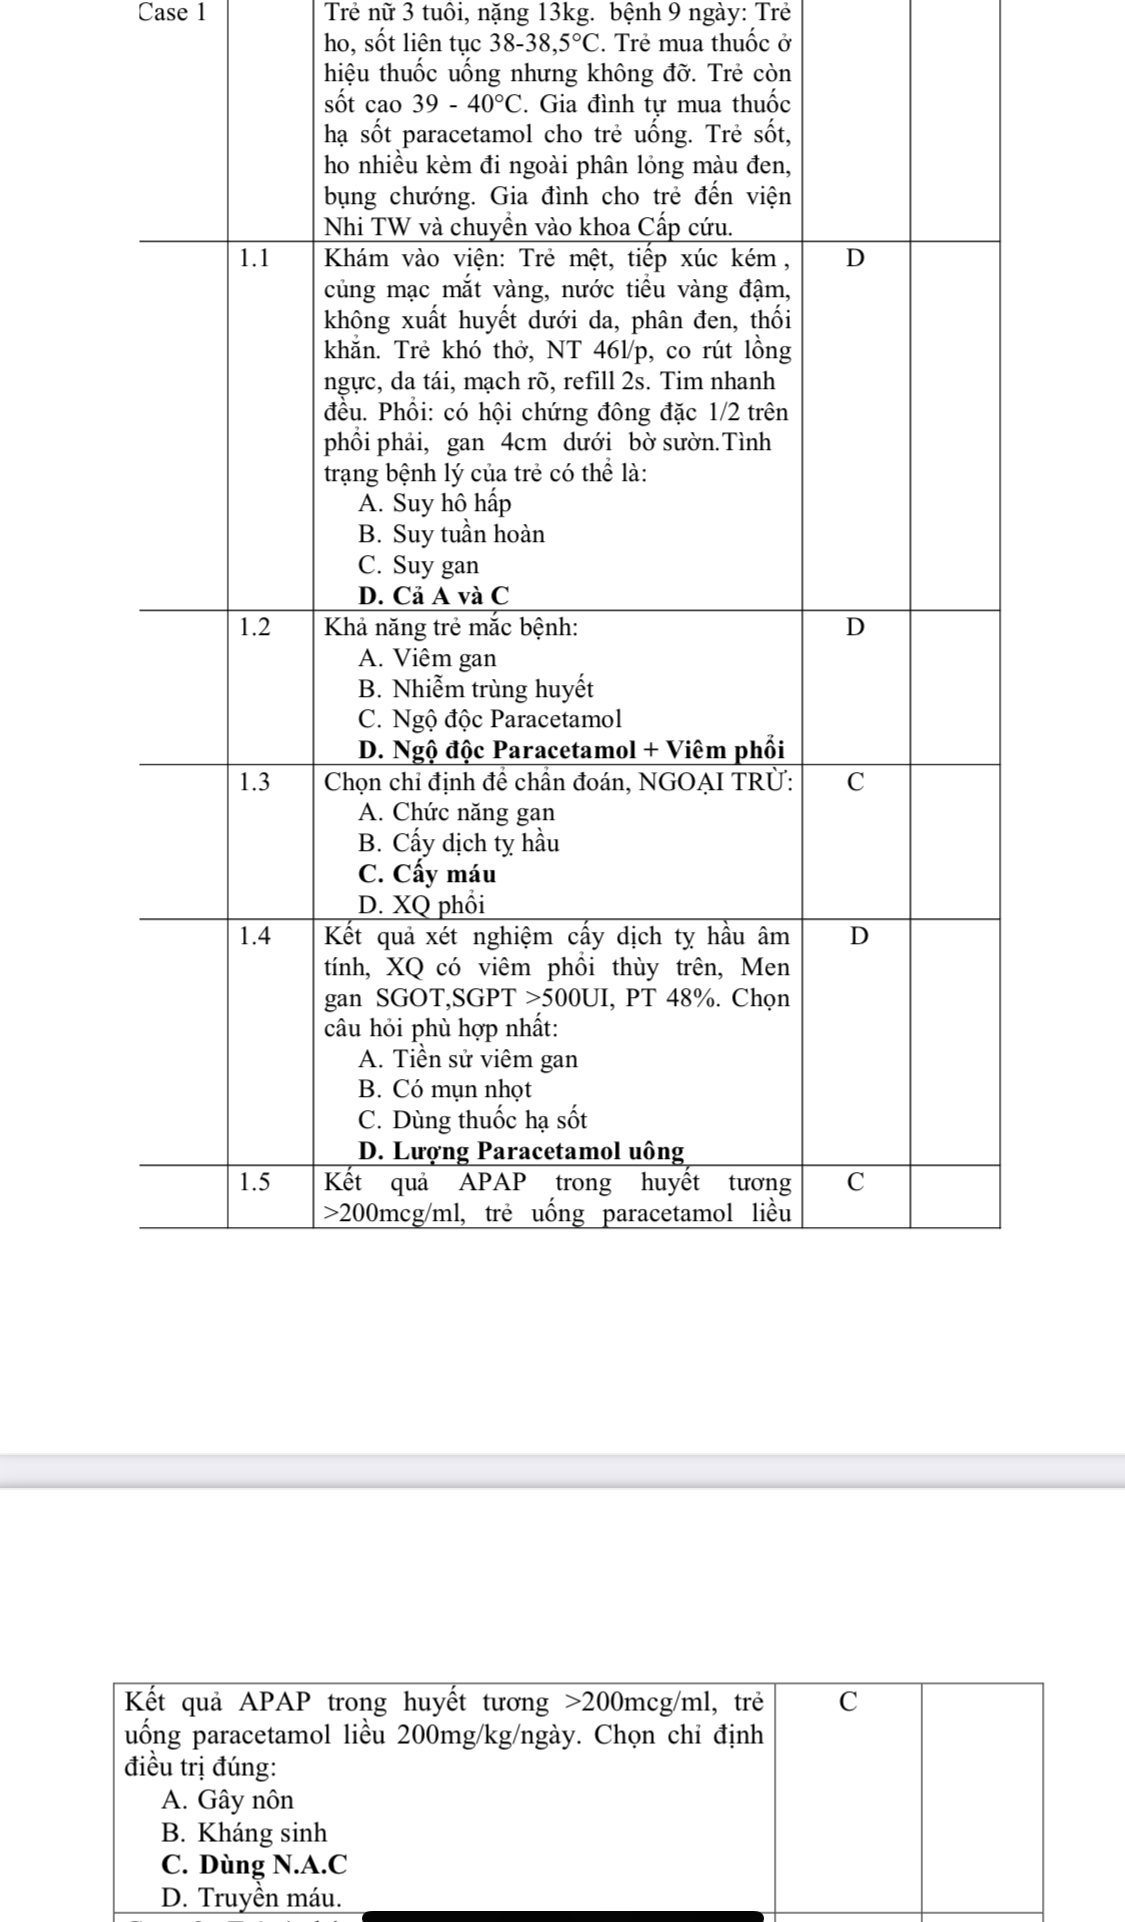 Case 1
Trẻ nữ 3 tuổi, nặng 13kg. bệnh 9 ngày: Trẻ
ho, sốt liên tục 38-38,5°C. Trẻ mua thuốc ở
hiệu thuốc uống nhưng không đỡ. Trẻ còn
sốt cao 39 - 40°C. Gia đình tự mua thuốc
hạ sốt paracetamol cho trẻ uống. Trẻ sốt,
ho nhiều kèm đi ngoài phân lỏng màu đen,
bụng chướng. Gia đình cho trẻ đến viện
Nhi TW và chuyển vào khoa Cấp cứu.
1.1 Khám vào viện: Trẻ mệt, tiếp xúc kém, D
củng mạc mắt vàng, nước tiểu vàng đậm,
không xuất huyết dưới da, phân đen, thối
khẳn. Trẻ khó thở, NT 46l/p, co rút lồng
ngực, da tái, mạch rõ, refill 2s. Tim nhanh
đều. Phổi: có hội chứng đông đặc 1/2 trên
phổi phải, gan 4cm dưới bờ sườn.Tình
trạng bệnh lý của trẻ có thể là:
A. Suy hô hấp
B. Suy tuần hoàn
C. Suy gan
D. Cả A và C
1.2 Khả năng trẻ mắc bệnh: D
A. Viêm gan
B. Nhiễm trùng huyết
C. Ngộ độc Paracetamol
D. Ngộ độc Paracetamol + Viêm phổi
1.3 Chọn chỉ định để chẩn đoán, NGOẠI TRỪ: C
A. Chức năng gan
B. Cấy dịch tỵ hầu
C. Cấy máu
D. XQ phổi
1.4 Kết quả xét nghiệm cấy dịch tỵ hầu âm D
tính, XQ có viêm phổi thùy trên, Men
gan SGOT,SGPT >500UI, PT 48%. Chọn
câu hỏi phù hợp nhất:
A. Tiền sử viêm gan
B. Có mụn nhọt
C. Dùng thuốc hạ sốt
D. Lượng Paracetamol uông
1.5 Kết quả APAP trong huyết tương C
>200mcg/ml, trẻ uống paracetamol liều
Kết quả APAP trong huyết tương >200mcg/ml, trẻ C
uống paracetamol liều 200mg/kg/ngày. Chọn chỉ định
điều trị đúng:
A. Gây nôn
B. Kháng sinh
C. Dùng N.A.C
D. Truyền máu.